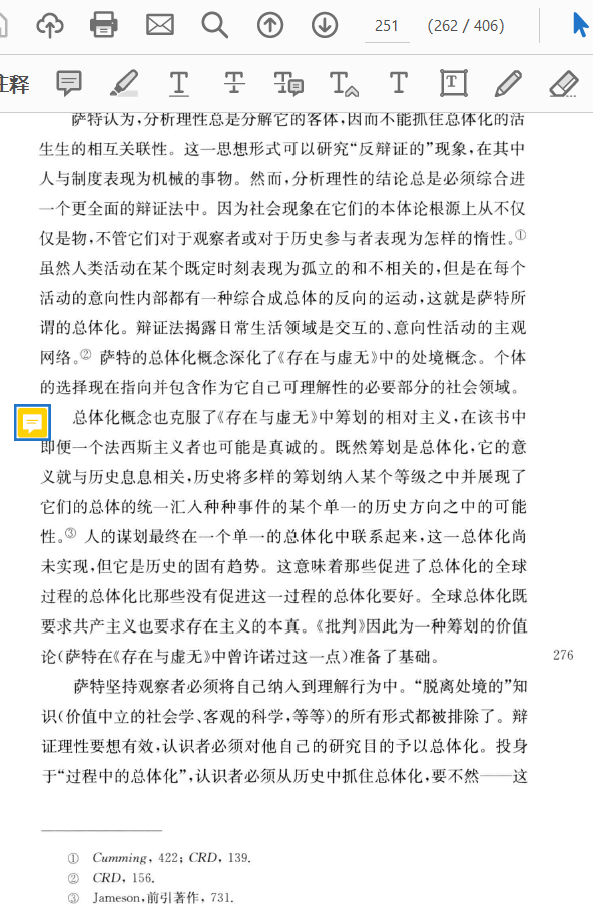 251 (262 / 406)
注释
萨特认为,分析理性总是分解它的客体,因而不能抓住总体化的活
生生的相互关联性。这一思想形式可以研究“反辩证的”现象,在其中
人与制度表现为机械的事物。然而,分析理性的结论总是必须综合进
一个更全面的辩证法中。因为社会现象在它们的本体论根源上从不仅
仅是物,不管它们对于观察者或对于历史参与者表现为怎样的惰性。①
虽然人类活动在某个既定时刻表现为孤立的和不相关的,但是在每个
活动的意向性内部都有一种综合成总体的反向的运动,这就是萨特所
谓的总体化。辩证法揭露日常生活领域是交互的、意向性活动的主观
网络。② 萨特的总体化概念深化了《存在与虚无》中的处境概念。个体
的选择现在指向并包含作为它自己可理解性的必要部分的社会领域。
总体化概念也克服了《存在与虚无》中筹划的相对主义,在该书中
即便一个法西斯主义者也可能是真诚的。既然筹划是总体化,它的意
义就与历史息息相关,历史将多样的筹划纳入某个等级之中并展现了
它们的总体的统一汇入种种事件的某个单一的历史方向之中的可能
性。③ 人的谋划最终在一个单一的总体化中联系起来,这一总体化尚
未实现,但它是历史的固有趋势。这意味着那些促进了总体化的全球
过程的总体化比那些没有促进这一过程的总体化要好。全球总体化既
要求共产主义也要求存在主义的本真。《批判》因此为一种筹划的价值
论(萨特在《存在与虚无》中曾许诺过这一点)准备了基础。
276
萨特坚持观察者必须将自己纳入到理解行为中。“脱离处境的”知
识(价值中立的社会学、客观的科学,等等)的所有形式都被排除了。辩
证理性要想有效,认识者必须对他自己的研究目的予以总体化。投身
于“过程中的总体化”,认识者必须从历史中抓住总体化,要不然——这
① Cumming, 422; CRD, 139.
② CRD, 156.
③ Jameson,前引著作, 731.